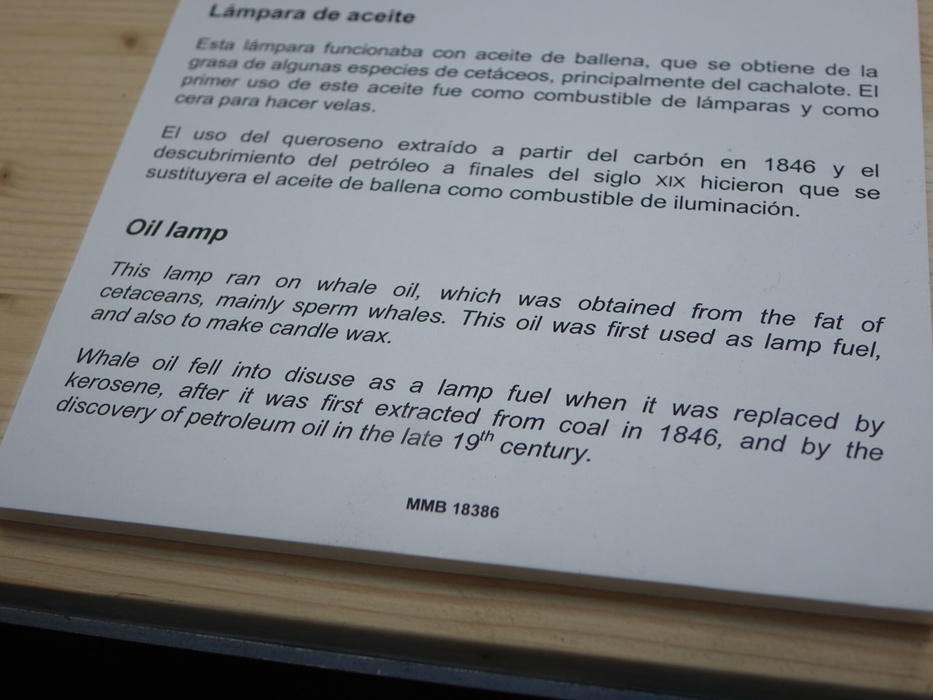 Lámpara de aceite
Esta lámpara funcionaba con aceite de ballena, que se obtiene de la
grasa de algunas especies de cetáceos, principalmente del cachalote. El
primer uso de este aceite fue como combustible de lámparas y como
cera para hacer velas.
El uso del queroseno extraído a partir del carbón en 1846 y el
descubrimiento del petróleo a finales del siglo XIX hicieron que se
sustituyera el aceite de ballena como combustible de iluminación.
Oil lamp
This lamp ran on whale oil, which was obtained from the fat of
cetaceans, mainly sperm whales. This oil was first used as lamp fuel,
and also to make candle wax.
Whale oil fell into disuse as a lamp fuel when it was replaced by
kerosene, after it was first extracted from coal in 1846, and by the
discovery of petroleum oil in the late 19th century.
MMB 18386